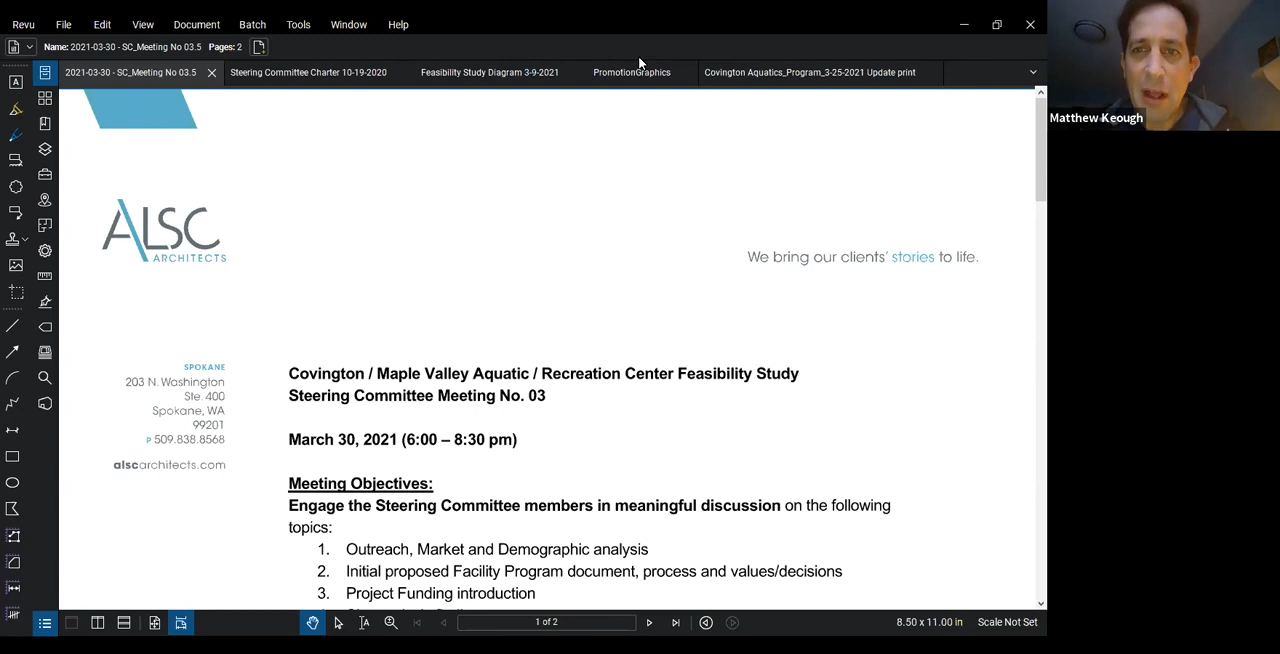 Revu File Edit View Document Batch Tools Window Help
Name: 2021-03-30 - SC_Meeting No 03.5 Pages: 2
2021-03-30 - SC_Meeting No 03.5 Steering Committee Charter 10-19-2020 Feasibility Study Diagram 3-9-2021 PromotionGraphics Covington Aquatics_Program_3-25-2021 Update print
Matthew Keough
ALSC
ARCHITECTS
We bring our clients' stories to life.
SPOKANE
203 N. Washington
Ste. 400
Spokane, WA
99201
P 509.838.8568
alscarchitects.com
Covington / Maple Valley Aquatic / Recreation Center Feasibility Study
Steering Committee Meeting No. 03
March 30, 2021 (6:00 – 8:30 pm)
Meeting Objectives:
Engage the Steering Committee members in meaningful discussion on the following
topics:
1. Outreach, Market and Demographic analysis
2. Initial proposed Facility Program document, process and values/decisions
3. Project Funding introduction
1 of 2
8.50 x 11.00 in Scale Not Set